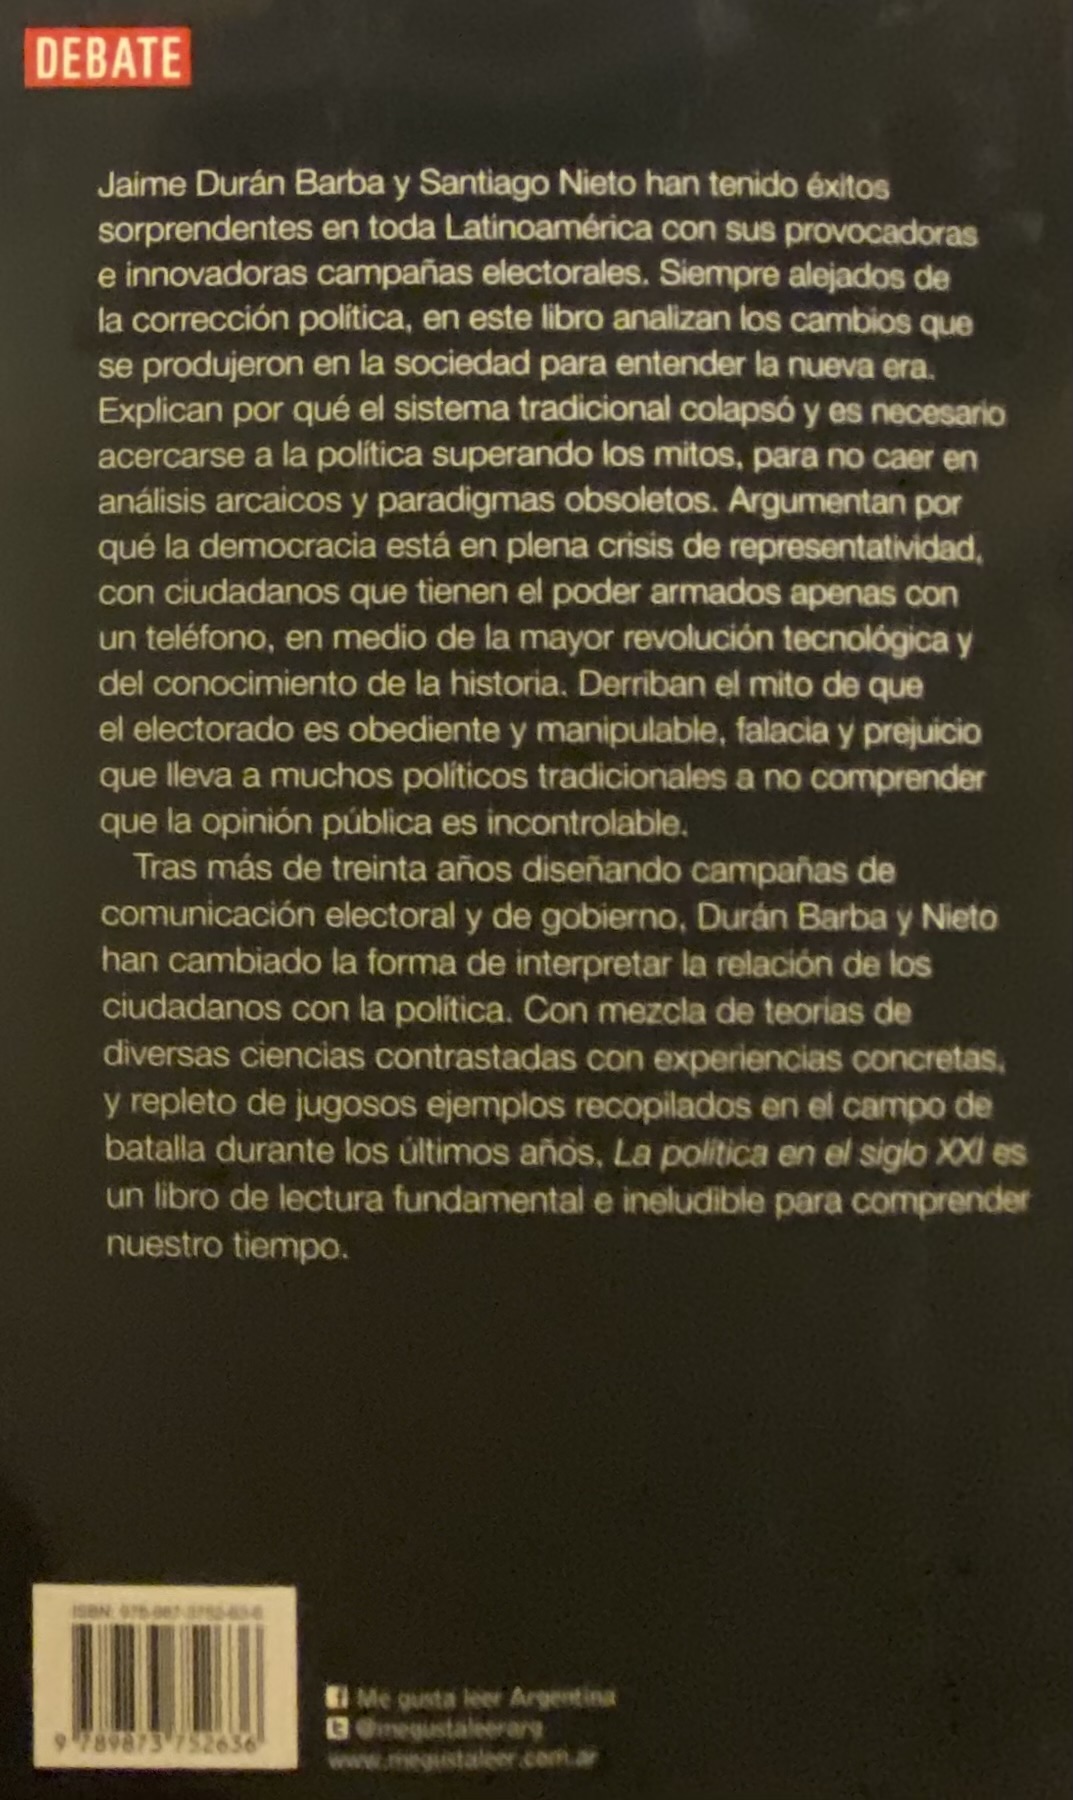 DEBATE
Jaime Durán Barba y Santiago Nieto han tenido éxitos
sorprendentes en toda Latinoamérica con sus provocadoras
e innovadoras campañas electorales. Siempre alejados de
la corrección política, en este libro analizan los cambios que
se produjeron en la sociedad para entender la nueva era.
Explican por qué el sistema tradicional colapsó y es necesario
acercarse a la política superando los mitos, para no caer en
análisis arcaicos y paradigmas obsoletos. Argumentan por
qué la democracia está en plena crisis de representatividad,
con ciudadanos que tienen el poder armados apenas con
un teléfono, en medio de la mayor revolución tecnológica y
del conocimiento de la historia. Derriban el mito de que
el electorado es obediente y manipulable, falacia y prejuicio
que lleva a muchos políticos tradicionales a no comprender
que la opinión pública es incontrolable.
Tras más de treinta años diseñando campañas de
comunicación electoral y de gobierno, Durán Barba y Nieto
han cambiado la forma de interpretar la relación de los
ciudadanos con la política. Con mezcla de teorías de
diversas ciencias contrastadas con experiencias concretas,
y repleto de jugosos ejemplos recopilados en el campo de
batalla durante los últimos años, La política en el siglo XXI es
un libro de lectura fundamental e ineludible para comprender
nuestro tiempo.
ISBN: 978-987-3752-63-6
9 789873 752636
Me gusta leer Argentina
@megustaleerarg
www.megustaleer.com.ar